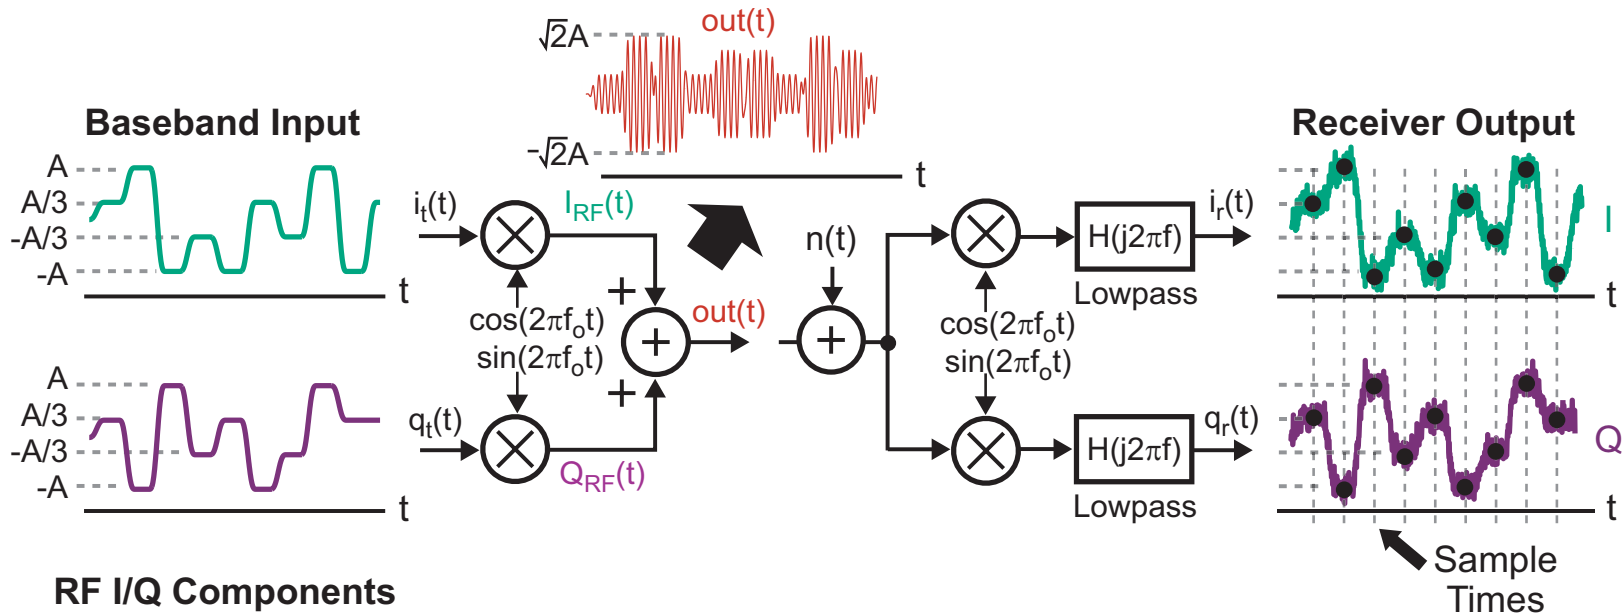 out(t)
√2A
-√2A
t
Baseband Input
A
A/3
-A/3
-A
t
i_t(t)
I_RF(t)
+
cos(2πf_ot)
sin(2πf_ot)
+
out(t)
+
A
A/3
-A/3
-A
t
q_t(t)
Q_RF(t)
n(t)
+
cos(2πf_ot)
sin(2πf_ot)
H(j2πf)
Lowpass
i_r(t)
H(j2πf)
Lowpass
q_r(t)
Receiver Output
I
t
Q
t
Sample
Times
RF I/Q Components